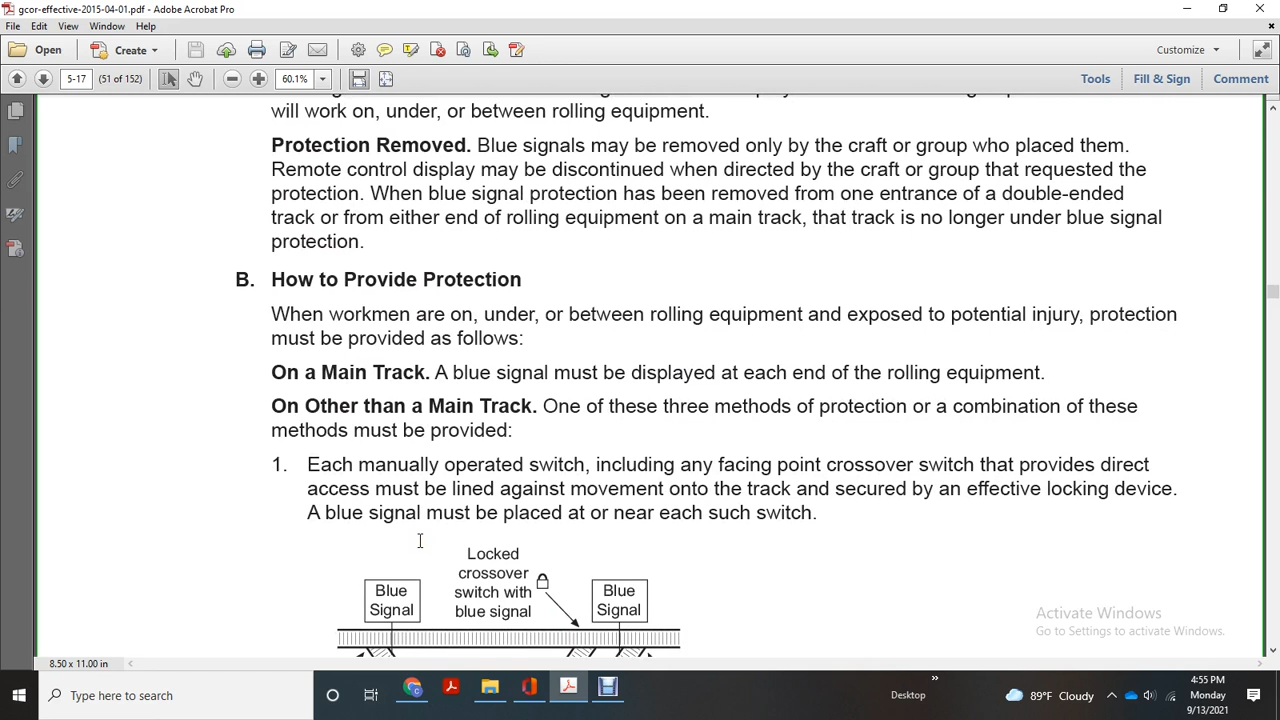 gcor-effective-2015-04-01.pdf - Adobe Acrobat Pro
File Edit View Window Help
Open Create Customize
5-17 (51 of 152) 60.1% Tools Fill & Sign Comment
will work on, under, or between rolling equipment.
Protection Removed. Blue signals may be removed only by the craft or group who placed them.
Remote control display may be discontinued when directed by the craft or group that requested the
protection. When blue signal protection has been removed from one entrance of a double-ended
track or from either end of rolling equipment on a main track, that track is no longer under blue signal
protection.
B. How to Provide Protection
When workmen are on, under, or between rolling equipment and exposed to potential injury, protection
must be provided as follows:
On a Main Track. A blue signal must be displayed at each end of the rolling equipment.
On Other than a Main Track. One of these three methods of protection or a combination of these
methods must be provided:
1. Each manually operated switch, including any facing point crossover switch that provides direct
access must be lined against movement onto the track and secured by an effective locking device.
A blue signal must be placed at or near each such switch.
Locked
crossover
switch with
blue signal
Blue
Signal
Blue
Signal
Activate Windows
Go to Settings to activate Windows.
8.50 x 11.00 in
Type here to search
Desktop
89°F Cloudy
4:55 PM
Monday
9/13/2021